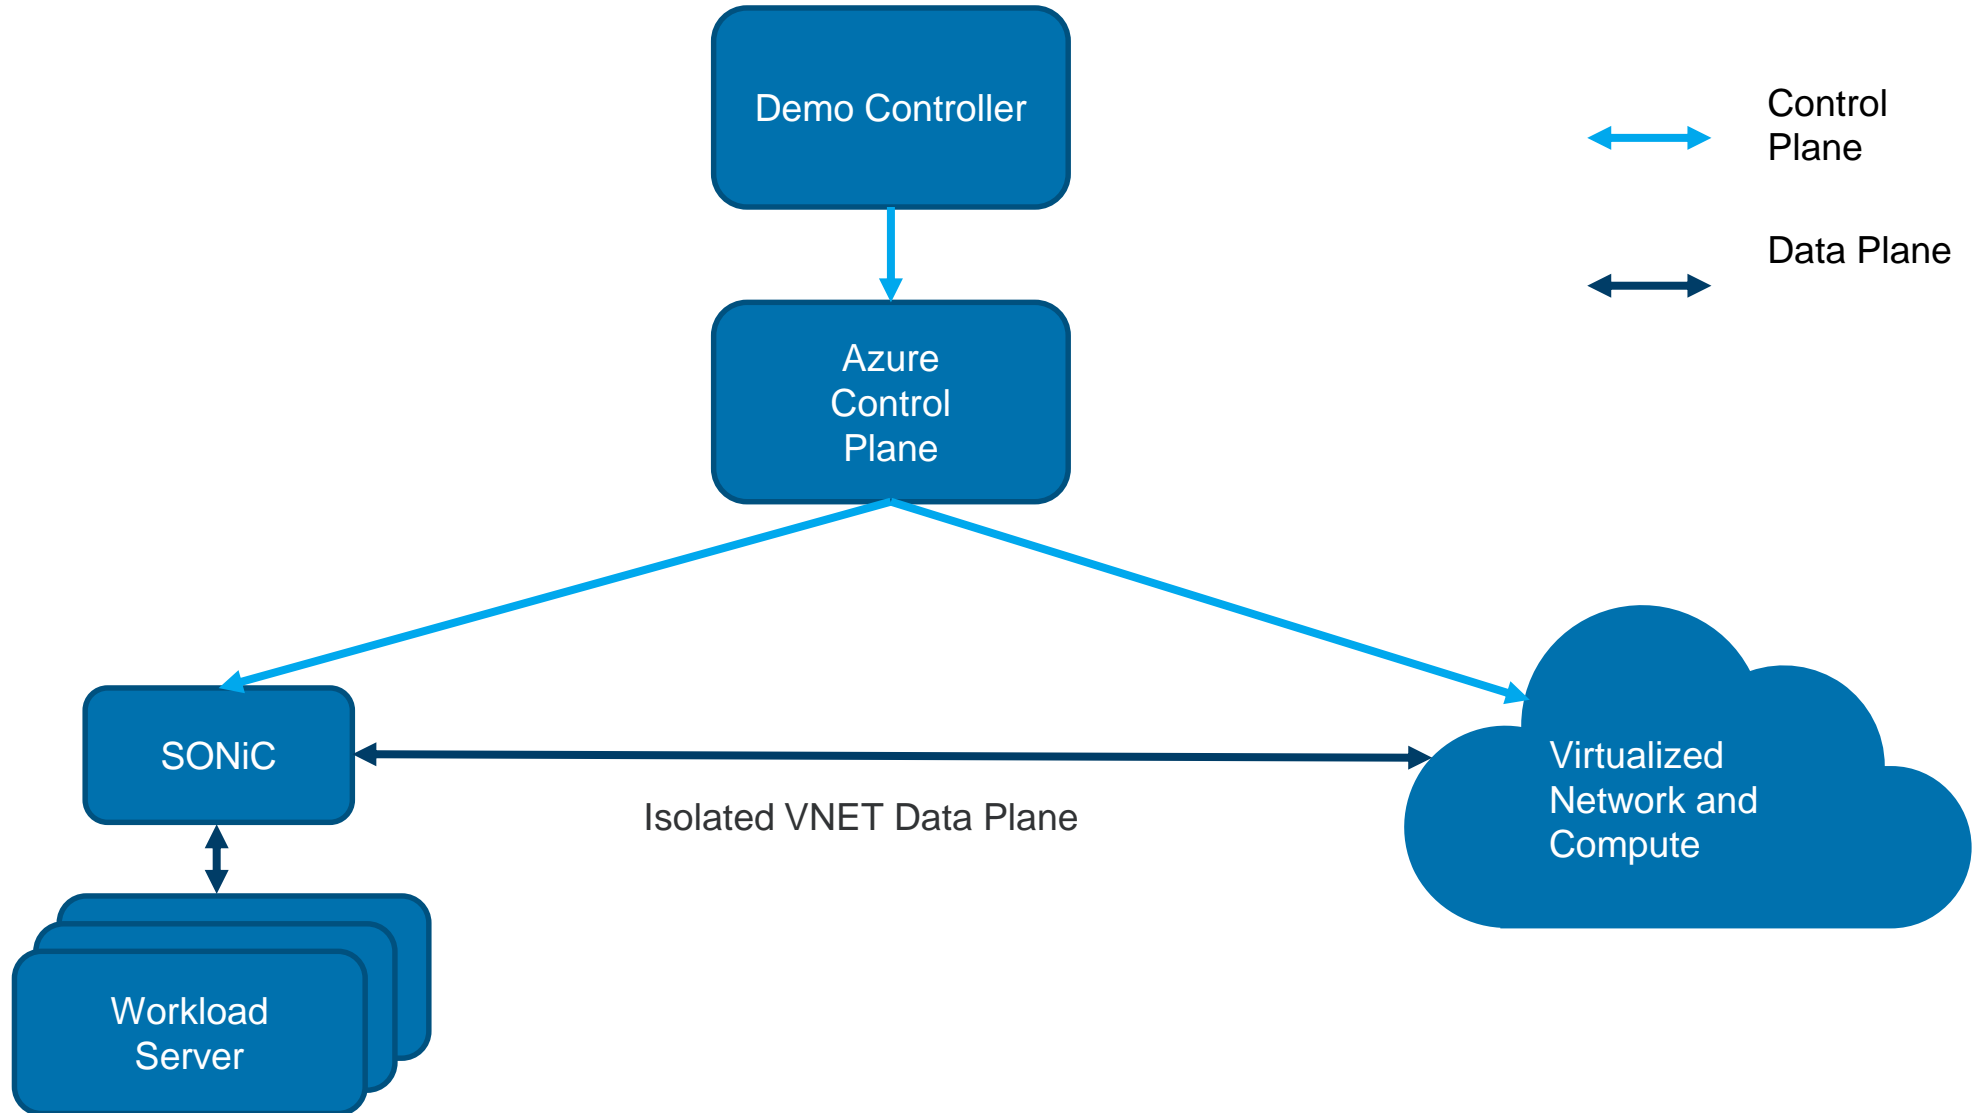 Demo Controller
Control
Plane
Data Plane
Azure
Control
Plane
SONiC
Isolated VNET Data Plane
Virtualized
Network and
Compute
Workload
Server